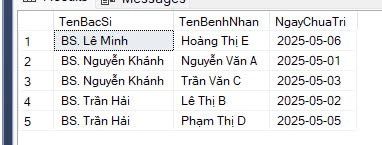 Messages
TenBacSi TenBenhNhan NgayChuaTri
1 BS. Lê Minh Hoàng Thị E 2025-05-06
2 BS. Nguyễn Khánh Nguyễn Văn A 2025-05-01
3 BS. Nguyễn Khánh Trần Văn C 2025-05-03
4 BS. Trần Hải Lê Thị B 2025-05-02
5 BS. Trần Hải Phạm Thị D 2025-05-05